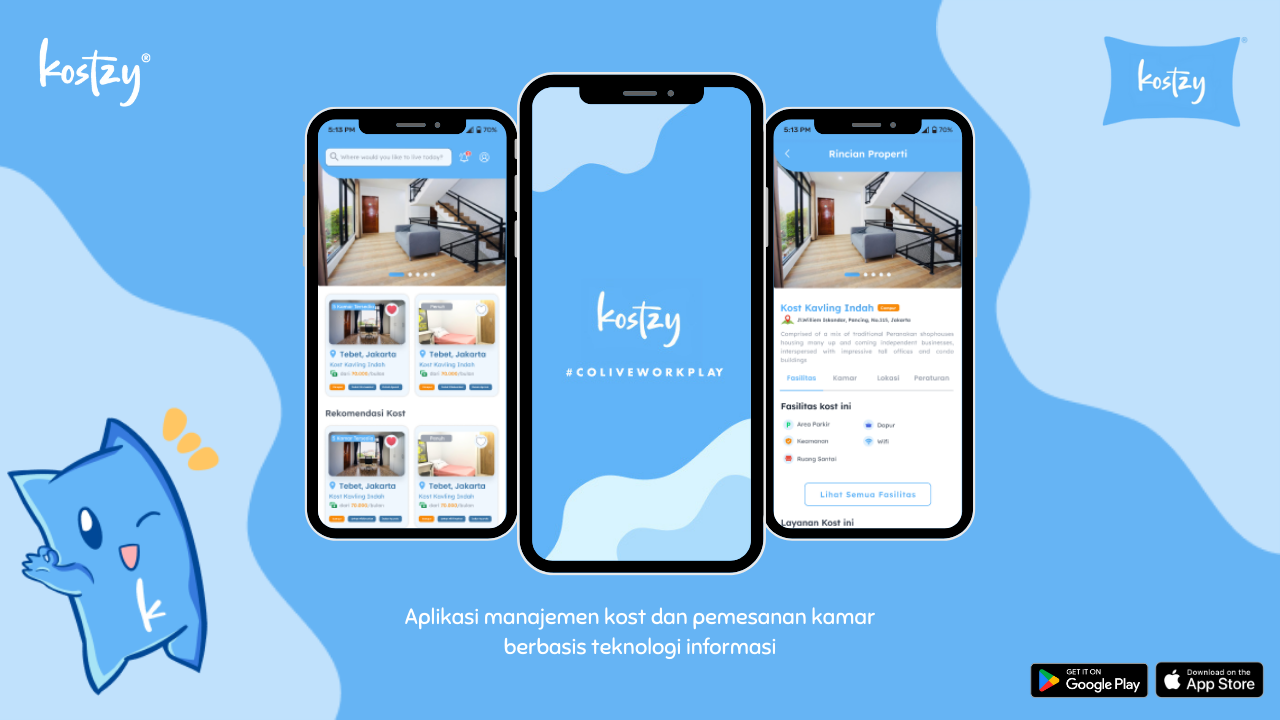 kostzy®
kostzy
5:13 PM
70%
Where would you like to live today?
Tebet, Jakarta
Kost Kavling Indah
dari 70.000/bulan
Tebet, Jakarta
Kost Kavling Indah
dari 70.000/bulan
Rekomendasi Kost
Tebet, Jakarta
Kost Kavling Indah
dari 70.000/bulan
Tebet, Jakarta
Kost Kavling Indah
dari 70.000/bulan
kostzy
#COLIVEWORKPLAY
5:13 PM
70%
Rincian Properti
Kost Kavling Indah
Jl.Williem Iskandar, Pancing, No.115, Jakarta
Comprised of a mix of traditional Peranakan shophouses
housing many up and coming independent businesses,
interspersed with impressive tall offices and condo
buildings
Fasilitas Kamar Lokasi Peraturan
Fasilitas kost ini
P Area Parkir Dapur
Keamanan Wifi
Ruang Santai
Lihat Semua Fasilitas
Layanan Kost ini
k
Aplikasi manajemen kost dan pemesanan kamar
berbasis teknologi informasi
GET IT ON
Google Play
Download on the
App Store